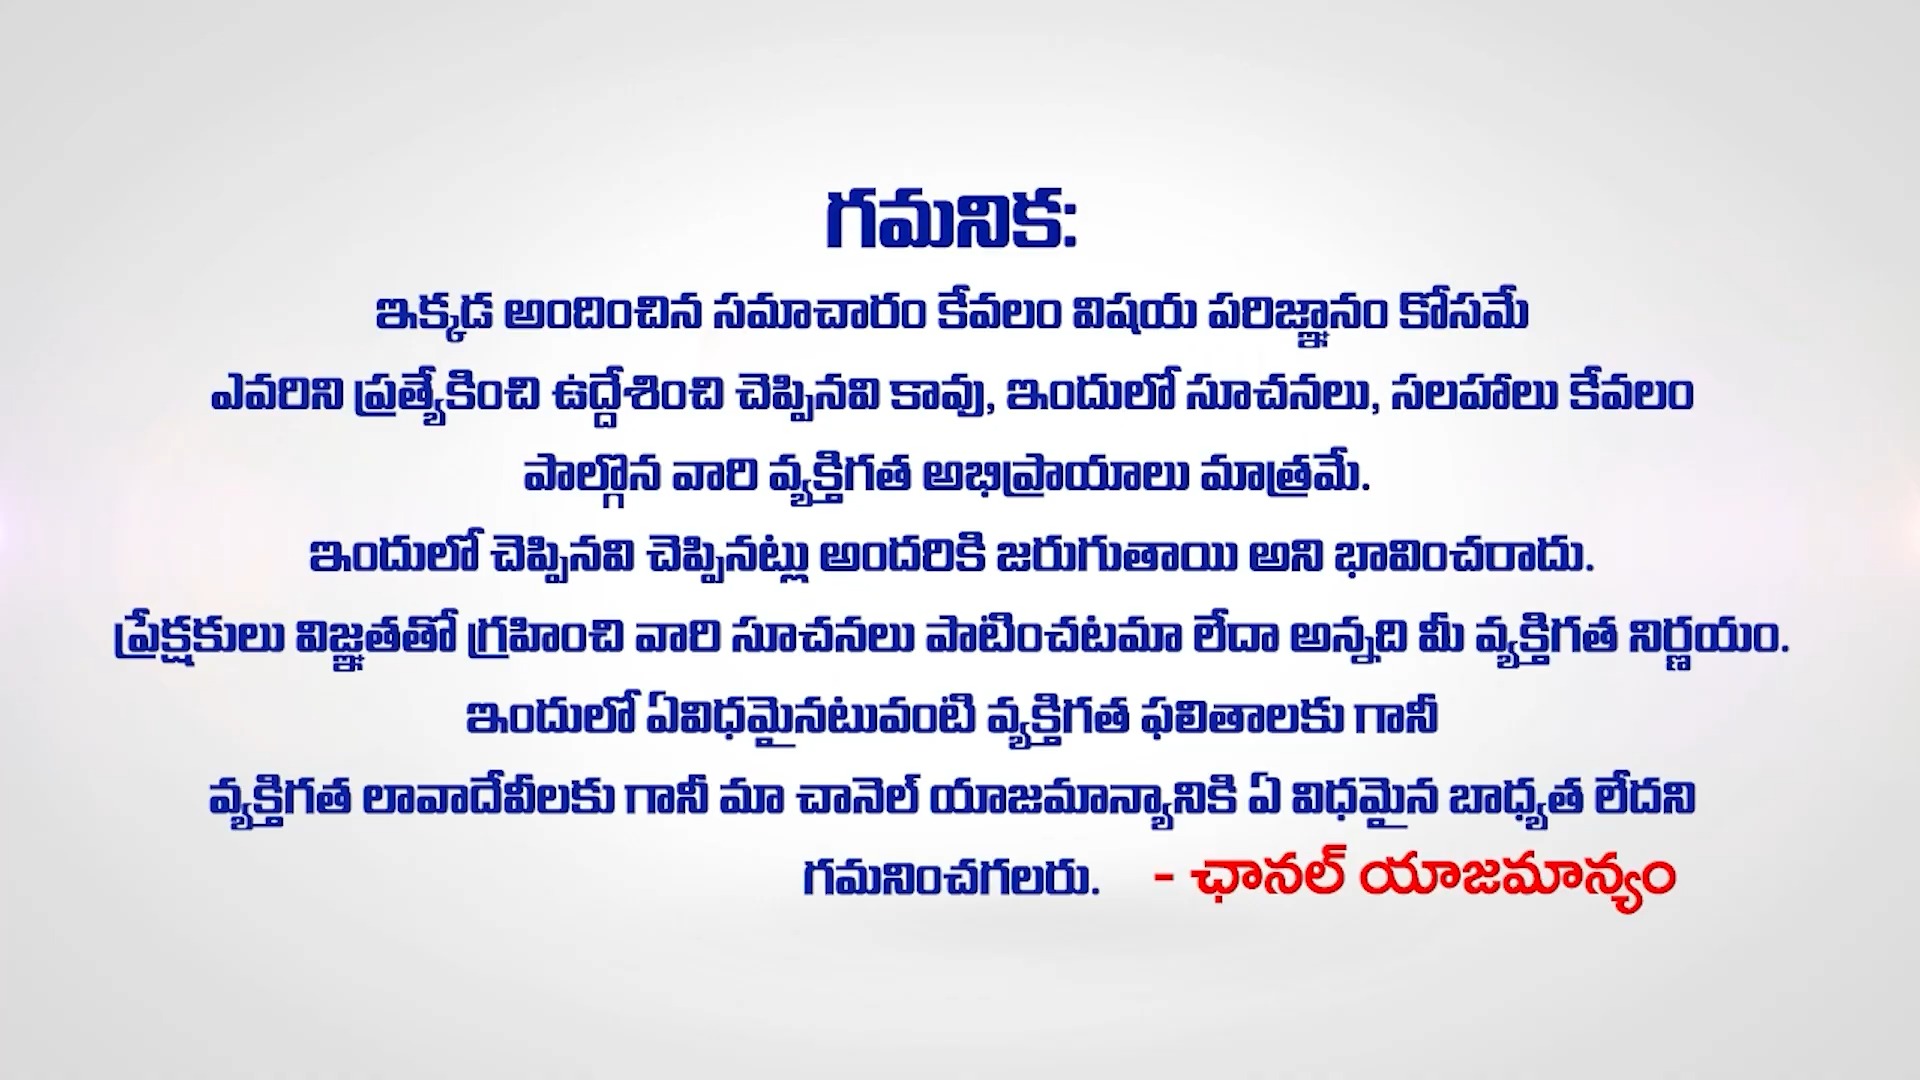 గమనిక:
ఇక్కడ అందించిన సమాచారం కేవలం విషయ పరిజ్ఞానం కోసమే
ఎవరిని ప్రత్యేకించి ఉద్దేశించి చెప్పినవి కావు, ఇందులో సూచనలు, సలహాలు కేవలం
పాల్గొన వారి వ్యక్తిగత అభిప్రాయాలు మాత్రమే.
ఇందులో చెప్పినవి చెప్పినట్లు అందరికి జరుగుతాయి అని భావించరాదు.
ప్రేక్షకులు విజ్ఞతతో గ్రహించి వారి సూచనలు పాటించటమా లేదా అన్నది మీ వ్యక్తిగత నిర్ణయం.
ఇందులో ఏవిధమైనటువంటి వ్యక్తిగత ఫలితాలకు గానీ
వ్యక్తిగత లావాదేవీలకు గానీ మా చానెల్ యాజమాన్యానికి ఏ విధమైన బాధ్యత లేదని
గమనించగలరు. - ఛానల్ యాజమాన్యం